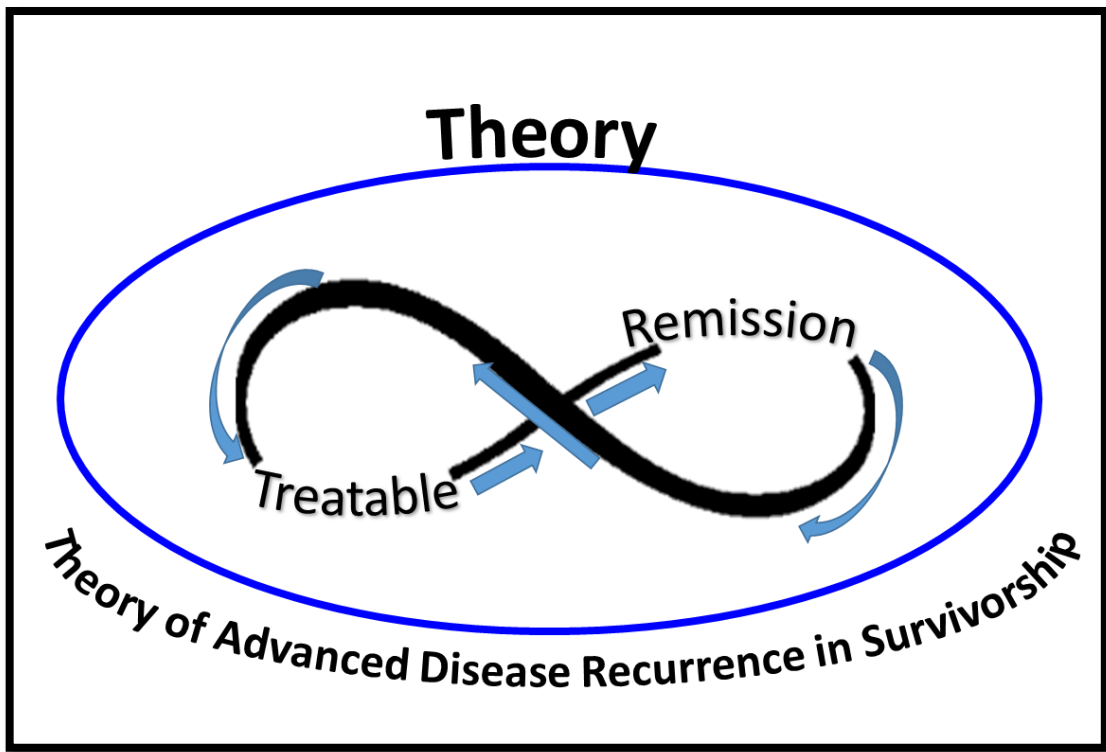 Theory
Remission
Treatable
Theory of Advanced Disease Recurrence in Survivorship